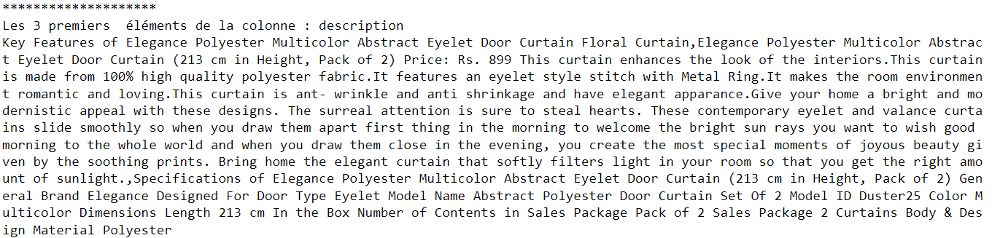 ********************
Les 3 premiers  éléments de la colonne : description
Key Features of Elegance Polyester Multicolor Abstract Eyelet Door Curtain Floral Curtain,Elegance Polyester Multicolor Abstrac
t Eyelet Door Curtain (213 cm in Height, Pack of 2) Price: Rs. 899 This curtain enhances the look of the interiors.This curtain
is made from 100% high quality polyester fabric.It features an eyelet style stitch with Metal Ring.It makes the room environmen
t romantic and loving.This curtain is ant- wrinkle and anti shrinkage and have elegant apparance.Give your home a bright and mo
dernistic appeal with these designs. The surreal attention is sure to steal hearts. These contemporary eyelet and valance curta
ins slide smoothly so when you draw them apart first thing in the morning to welcome the bright sun rays you want to wish good
morning to the whole world and when you draw them close in the evening, you create the most special moments of joyous beauty gi
ven by the soothing prints. Bring home the elegant curtain that softly filters light in your room so that you get the right amo
unt of sunlight.,Specifications of Elegance Polyester Multicolor Abstract Eyelet Door Curtain (213 cm in Height, Pack of 2) Gen
eral Brand Elegance Designed For Door Type Eyelet Model Name Abstract Polyester Door Curtain Set Of 2 Model ID Duster25 Color M
ulticolor Dimensions Length 213 cm In the Box Number of Contents in Sales Package Pack of 2 Sales Package 2 Curtains Body & Des
ign Material Polyester